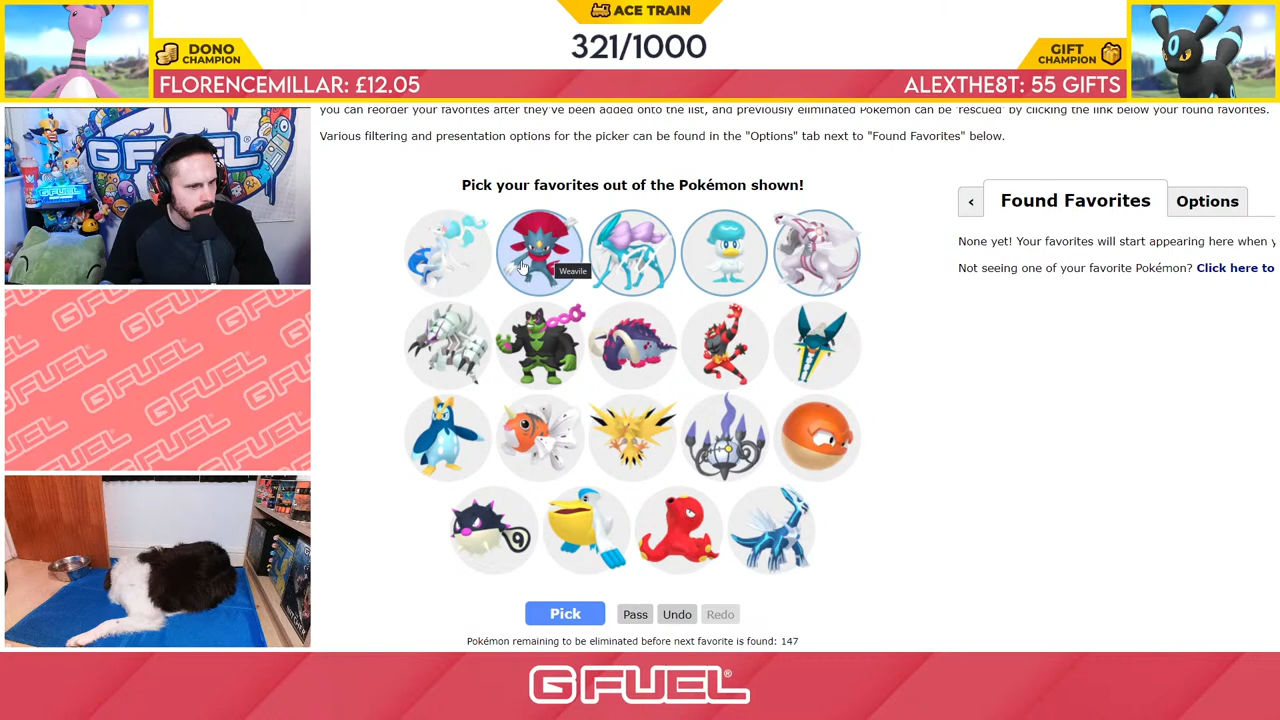 ACE TRAIN
321/1000
DONO
CHAMPION
FLORENCEMILLAR: £12.05
GIFT
CHAMPION
ALEXTHE8T: 55 GIFTS
you can reorder your favorites after they've been added onto the list, and previously eliminated Pokémon can be 'rescued' by clicking the link below your found favorites.
Various filtering and presentation options for the picker can be found in the "Options" tab next to "Found Favorites" below.
Pick your favorites out of the Pokémon shown!
‹
Found Favorites
Options
None yet! Your favorites will start appearing here when y
Not seeing one of your favorite Pokémon? Click here to
Weavile
Pick
Pass
Undo
Redo
Pokémon remaining to be eliminated before next favorite is found: 147
G FUEL
G FUEL
G FUEL
G FUEL
G FUEL
G FUEL®